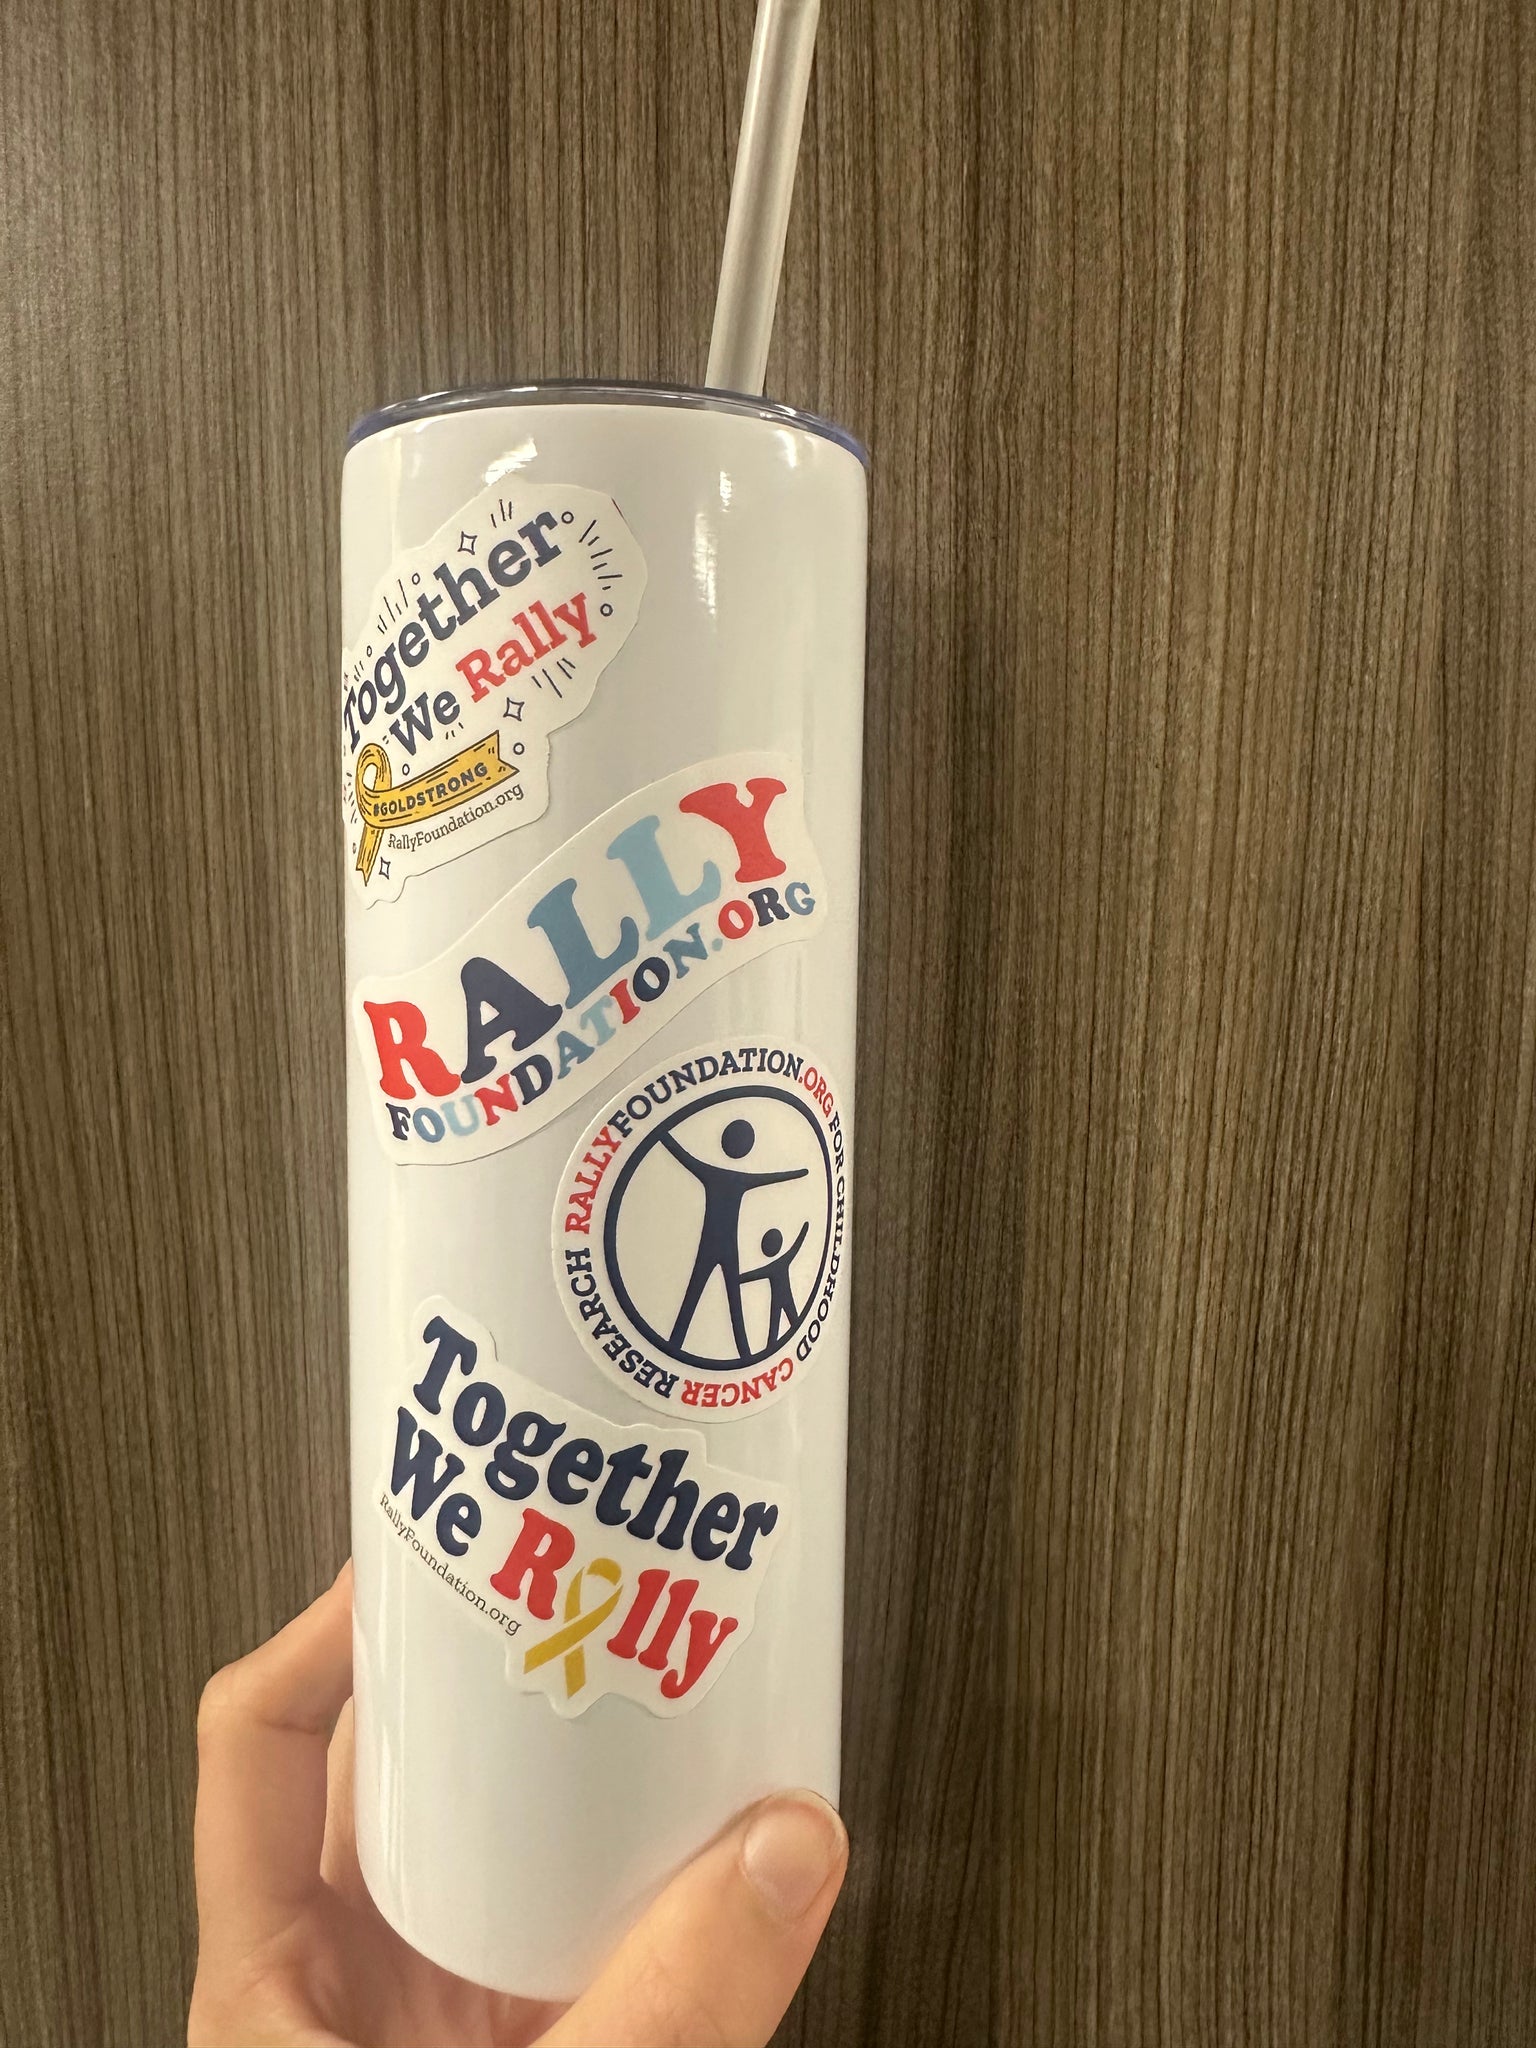 Together
We Rally
#GOLDSTRONG
RallyFoundation.org
RALLY
FOUNDATION.ORG
RALLYFOUNDATION.ORG FOR CHILDHOOD CANCER RESEARCH
Together
We Rally
RallyFoundation.org